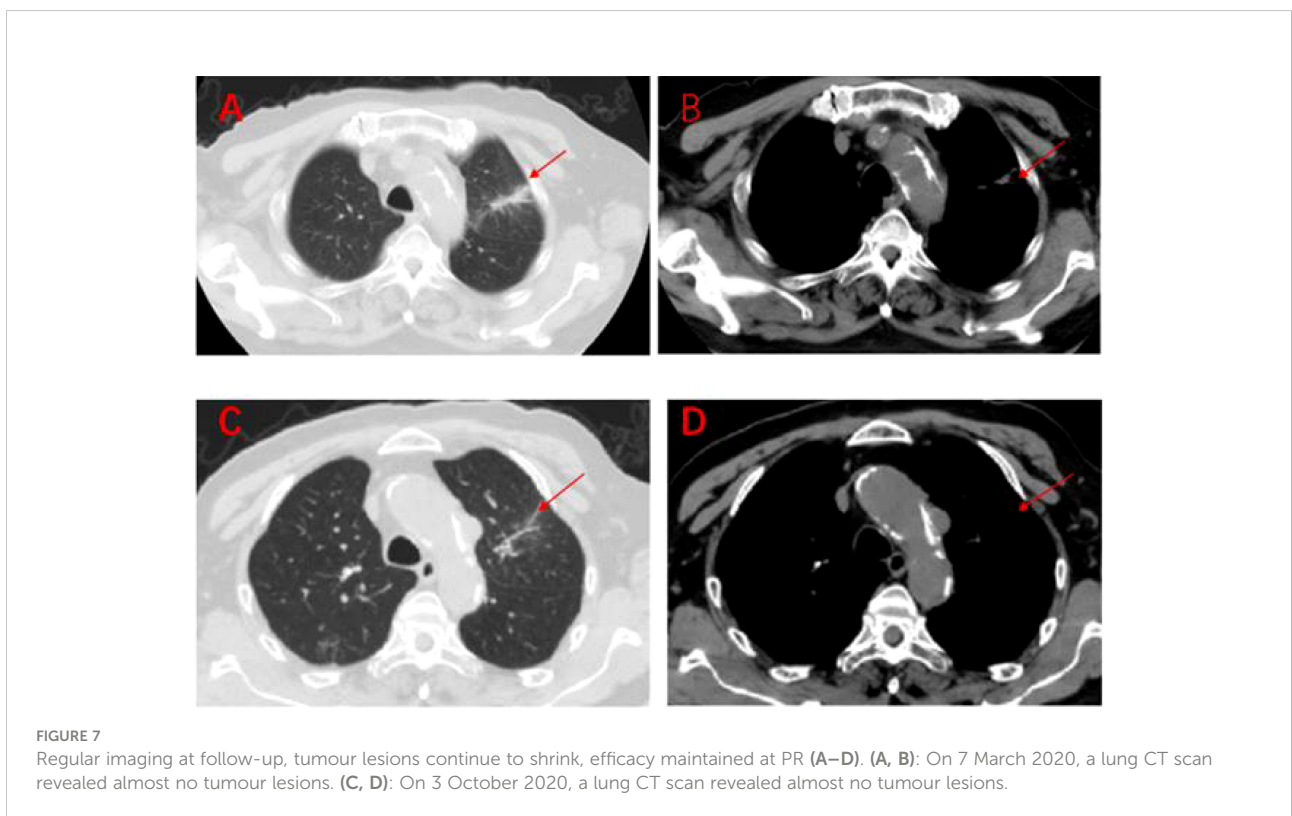 A
B
C
D
FIGURE 7
Regular imaging at follow-up, tumour lesions continue to shrink, efficacy maintained at PR (A–D). (A, B): On 7 March 2020, a lung CT scan
revealed almost no tumour lesions. (C, D): On 3 October 2020, a lung CT scan revealed almost no tumour lesions.